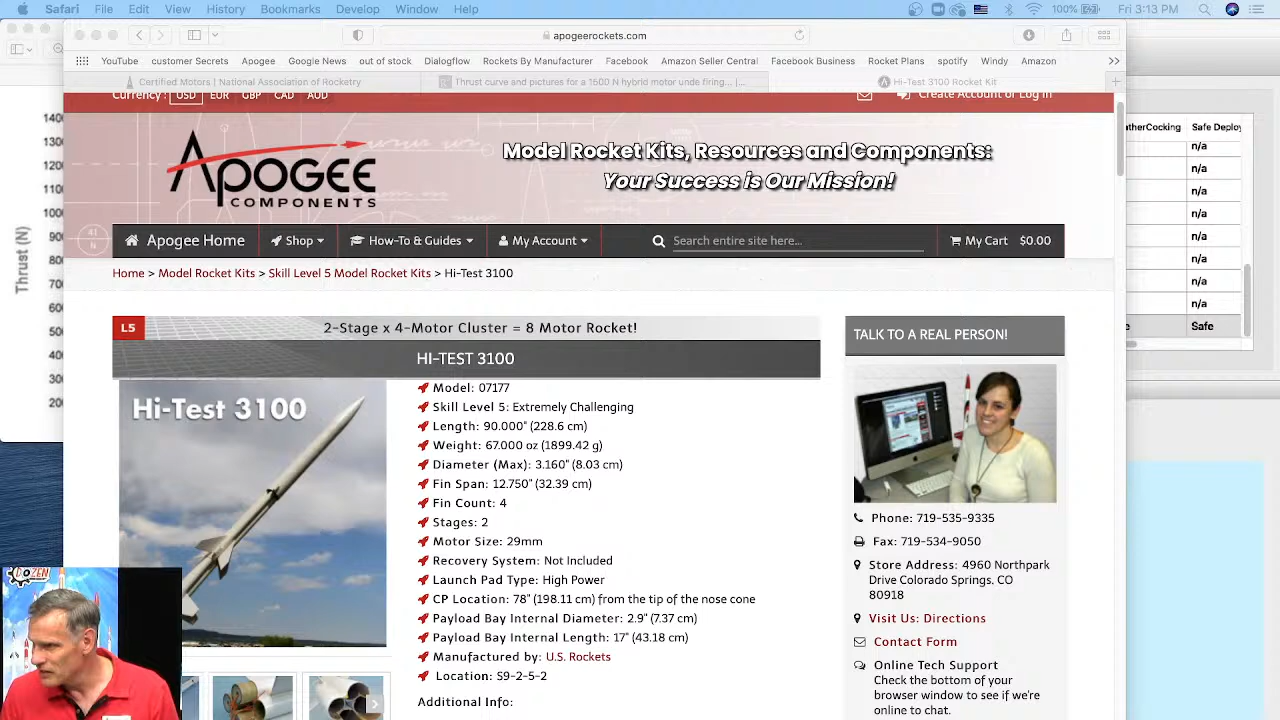 Safari File Edit View History Bookmarks Develop Window Help 100% Fri 3:13 PM
apogeerockets.com
YouTube customer Secrets Apogee Google News out of stock Dialogflow Rockets By Manufacturer Facebook Amazon Seller Central Facebook Business Rocket Plans spotify Windy Amazon >>
Certified Motors | National Association of Rocketry
Thrust curve and pictures for a 1600 N hybrid motor unde firing... |...
Hi-Test 3100 Rocket Kit
Currency: USD EUR GBP CAD AUD
Create Account or Log In
APOGEE
COMPONENTS
Model Rocket Kits, Resources and Components:
Your Success is Our Mission!
41
N
Apogee Home Shop How-To & Guides My Account Search entire site here... My Cart $0.00
Home > Model Rocket Kits > Skill Level 5 Model Rocket Kits > Hi-Test 3100
L5 2-Stage x 4-Motor Cluster = 8 Motor Rocket!
HI-TEST 3100
Hi-Test 3100
Model: 07177
Skill Level 5: Extremely Challenging
Length: 90.000" (228.6 cm)
Weight: 67.000 oz (1899.42 g)
Diameter (Max): 3.160" (8.03 cm)
Fin Span: 12.750" (32.39 cm)
Fin Count: 4
Stages: 2
Motor Size: 29mm
Recovery System: Not Included
Launch Pad Type: High Power
CP Location: 78" (198.11 cm) from the tip of the nose cone
Payload Bay Internal Diameter: 2.9" (7.37 cm)
Payload Bay Internal Length: 17" (43.18 cm)
Manufactured by: U.S. Rockets
Location: S9-2-5-2
Additional Info:
TALK TO A REAL PERSON!
Phone: 719-535-9335
Fax: 719-534-9050
Store Address: 4960 Northpark
Drive Colorado Springs, CO
80918
Visit Us: Directions
Contact Form
Online Tech Support
Check the bottom of your
browser window to see if we're
online to chat.
Thrust (N)
atherCocking Safe Deploy
n/a
n/a
n/a
n/a
n/a
n/a
n/a
n/a
Safe